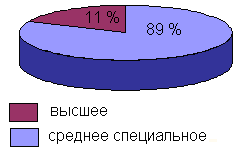 11 %
89 %
высшее
среднее специальное